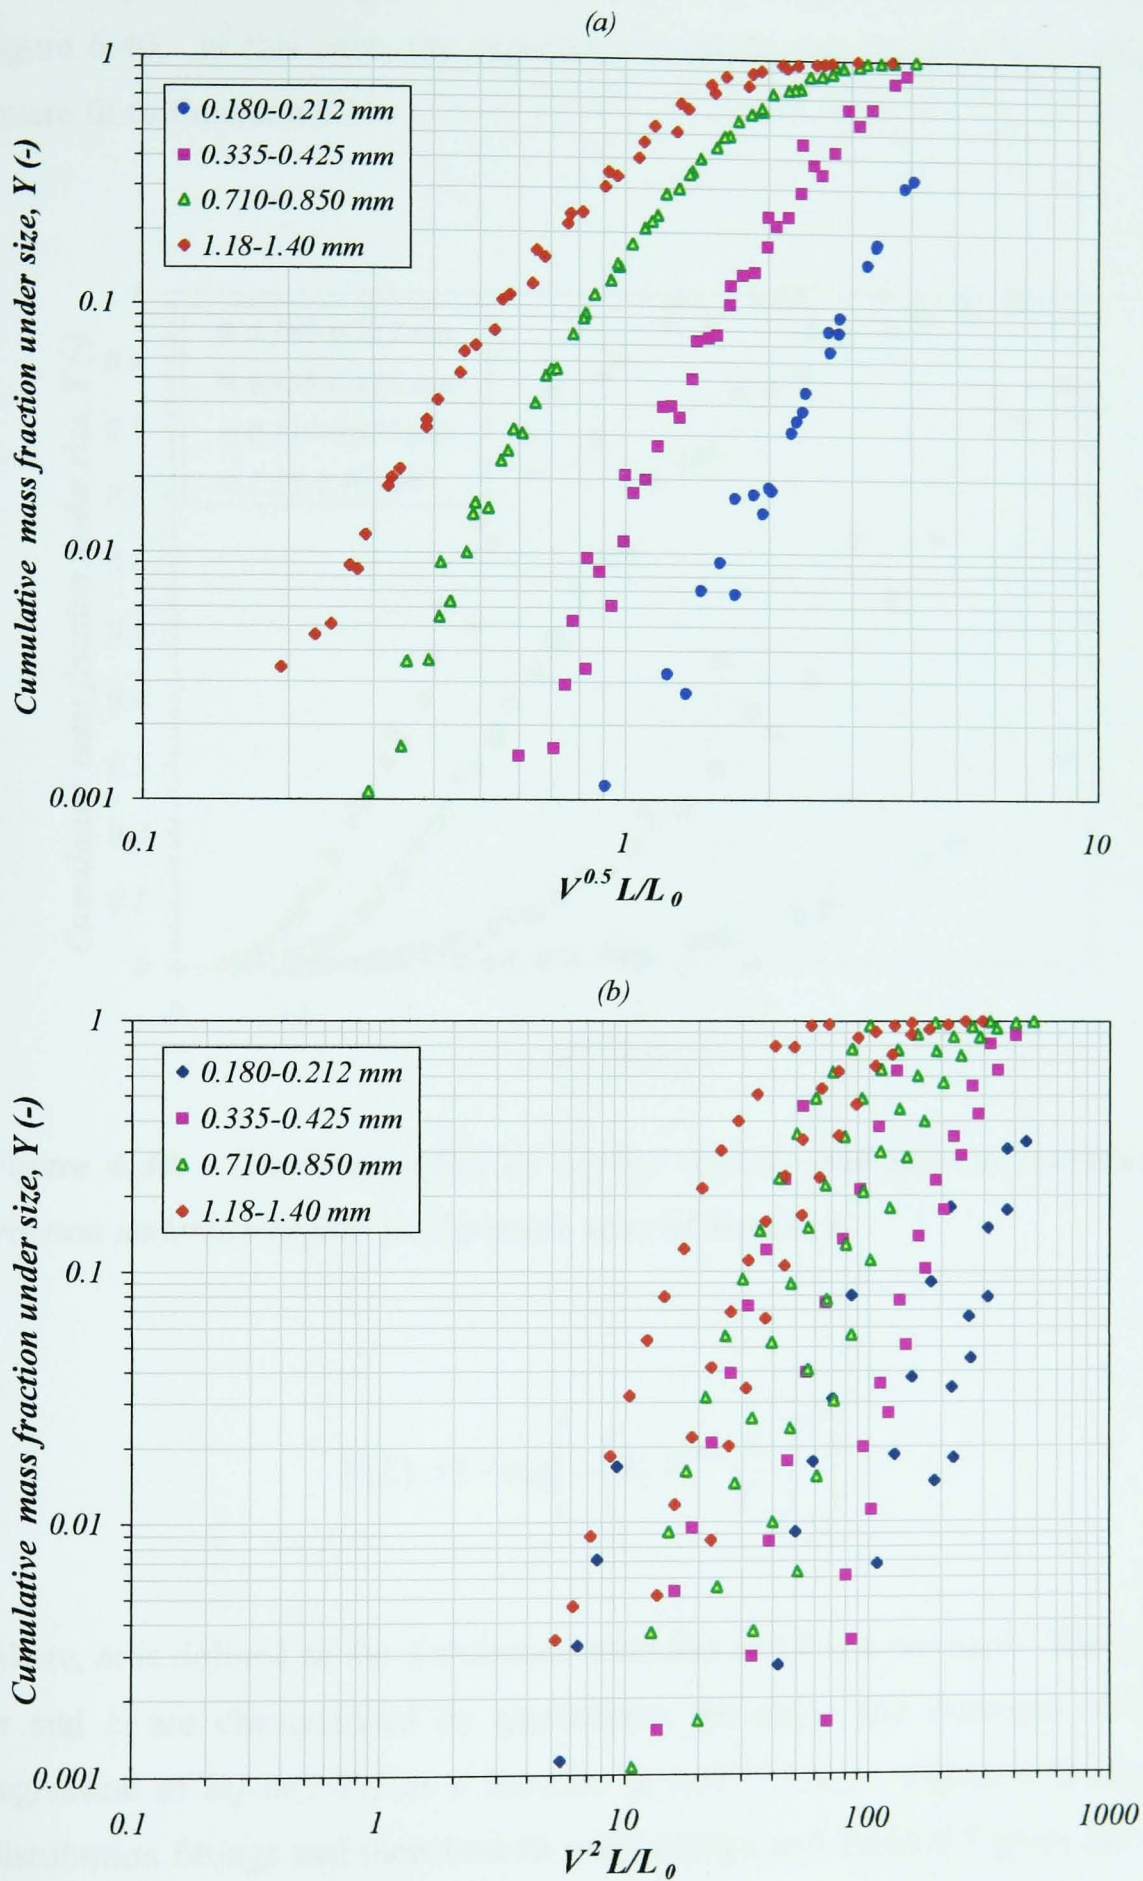 (a)
1
0.1
0.01
0.001
Cumulative mass fraction under size, Y (-)
0.180-0.212 mm
0.335-0.425 mm
0.710-0.850 mm
1.18-1.40 mm
0.1 1 10
V^0.5 L/L_0
(b)
1
0.1
0.01
0.001
Cumulative mass fraction under size, Y (-)
0.180-0.212 mm
0.335-0.425 mm
0.710-0.850 mm
1.18-1.40 mm
0.1 1 10 100 1000
V^2 L/L_0